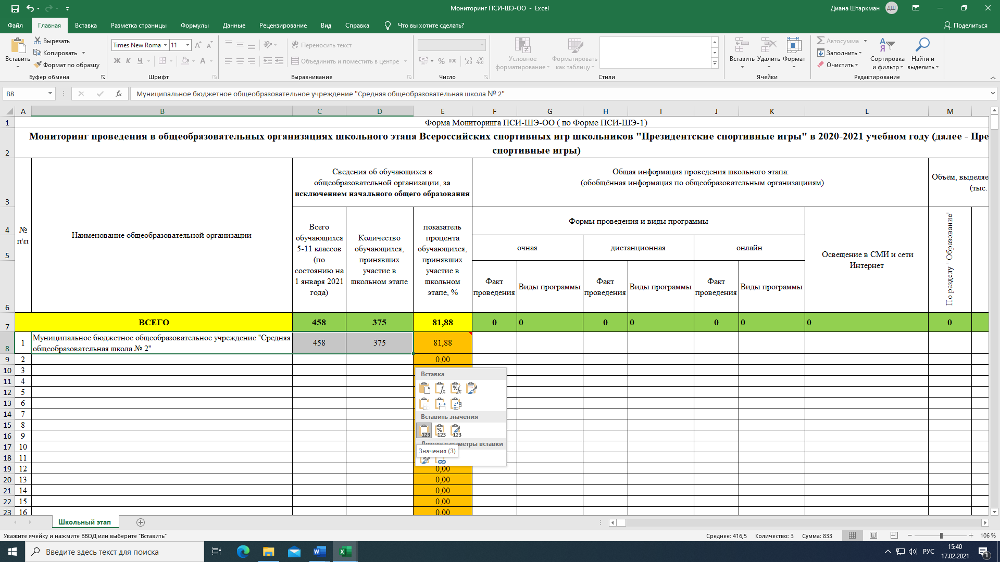 Мониторинг ПСИ-ШЭ-ОО - Excel
Диана Штаркман
ДШ
Файл
Главная
Вставка
Разметка страницы
Формулы
Данные
Рецензирование
Вид
Справка
Что вы хотите сделать?
Поделиться
Вставить
Вырезать
Копировать
Формат по образцу
Буфер обмена
Times New Roma
11
Ж К Ч
Шрифт
Переносить текст
Объединить и поместить в центре
Выравнивание
% 000
Число
Условное форматирование
Форматировать как таблицу
Стили
Вставить
Удалить
Формат
Ячейки
Автосумма
Заполнить
Очистить
Сортировка и фильтр
Найти и выделить
Редактирование
B8
fx
Муниципальное бюджетное общеобразовательное учреждение "Средняя общеобразовательная школа № 2"
A B C D E F G H I J K L M
1 Форма Мониторинга ПСИ-ШЭ-ОО ( по Форме ПСИ-ШЭ-1)
Мониторинг проведения в общеобразовательных организациях школьного этапа Всероссийских спортивных игр школьников "Президентские спортивные игры" в 2020-2021 учебном году (далее - Пре
2 спортивные игры)
3
Сведения об обучающихся в
общеобразовательной организации, за
исключением начального общего образования
Общая информация проведения школьного этапа:
(обобщённая информация по общеобразовательным организацииям)
Объём, выделяе
(тыс.
4
5
6
№
п\п
Наименование общеобразовательной организации
Всего
обучающихся
5-11 классов
(по
состоянию на
1 января 2021
года)
Количество
обучающихся,
принявших
участие в
школьном этапе
показатель
процента
обучающихся,
принявших
участие в
школьном
этапе, %
Формы проведения и виды программы
очная
дистанционная
онлайн
Факт
проведения
Виды программы
Факт
проведения
Виды программы
Факт
проведения
Виды программы
Освещение в СМИ и сети
Интернет
По разделу "Образование"
7 ВСЕГО 458 375 81,88 0 0 0 0 0 0 0 0
8 1 Муниципальное бюджетное общеобразовательное учреждение "Средняя
общеобразовательная школа № 2" 458 375 81,88
9 2 0,00
10 3
11 4
12 5
13 6
14 7
15 8
16 9
17 10
18 11
19 12 0,00
20 13 0,00
21 14 0,00
22 15 0,00
23 16 0,00
Вставка
Вставить значения
Другие параметры вставки
Значения (З)
Школьный этап
Укажите ячейку и нажмите ВВОД или выберите "Вставить"
Среднее: 416,5
Количество: 3
Сумма: 833
106 %
Введите здесь текст для поиска
РУС
15:40
17.02.2021
1